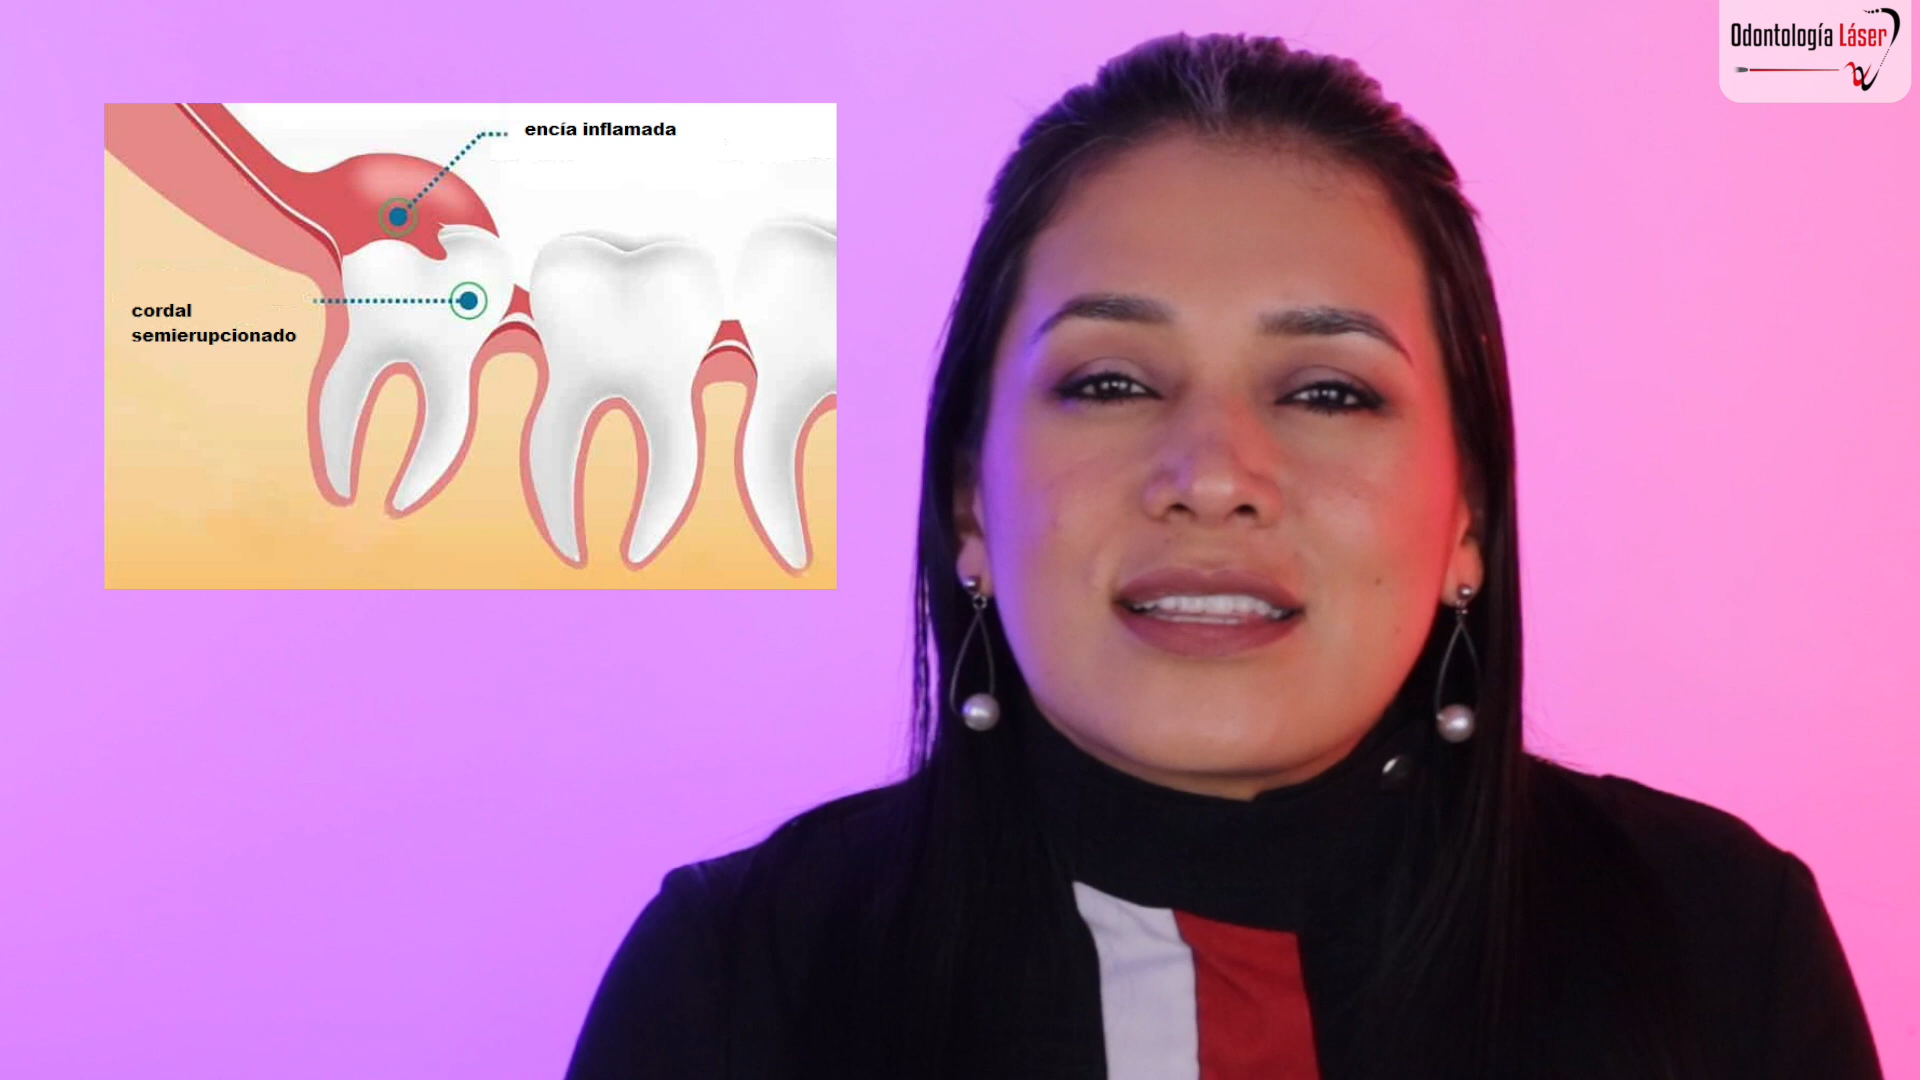 Odontología Láser
encía inflamada
cordal
semierupcionado